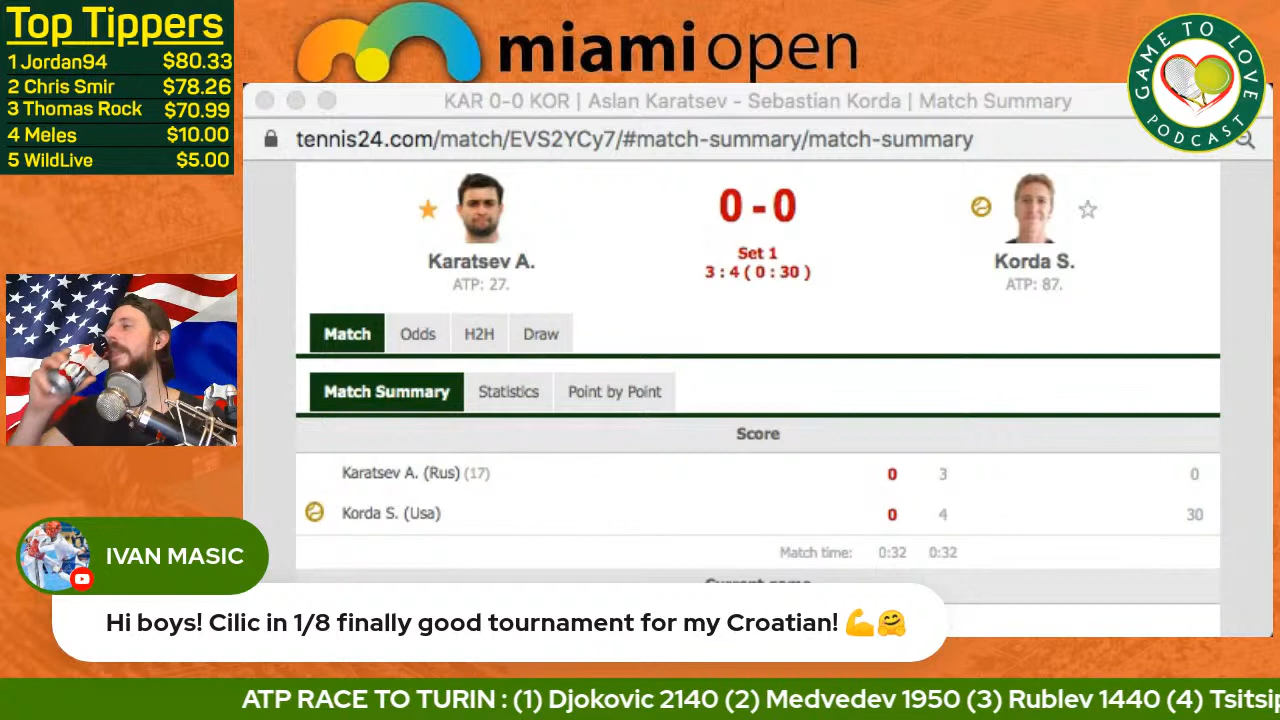 Top Tippers
1 Jordan94 $80.33
2 Chris Smir $78.26
3 Thomas Rock $70.99
4 Meles $10.00
5 WildLive $5.00
miami open
GAME TO LOVE
PODCAST
KAR 0-0 KOR | Aslan Karatsev - Sebastian Korda | Match Summary
tennis24.com/match/EVS2YCy7/#match-summary/match-summary
0 - 0
Set 1
3 : 4 ( 0 : 30 )
Karatsev A.
ATP: 27.
Korda S.
ATP: 87.
Match Odds H2H Draw
Match Summary Statistics Point by Point
Score
Karatsev A. (Rus) (17) 0 3 0
Korda S. (Usa) 0 4 30
Match time: 0:32 0:32
Current game
IVAN MASIC
Hi boys! Cilic in 1/8 finally good tournament for my Croatian! 💪🤗
ATP RACE TO TURIN : (1) Djokovic 2140 (2) Medvedev 1950 (3) Rublev 1440 (4) Tsitsip